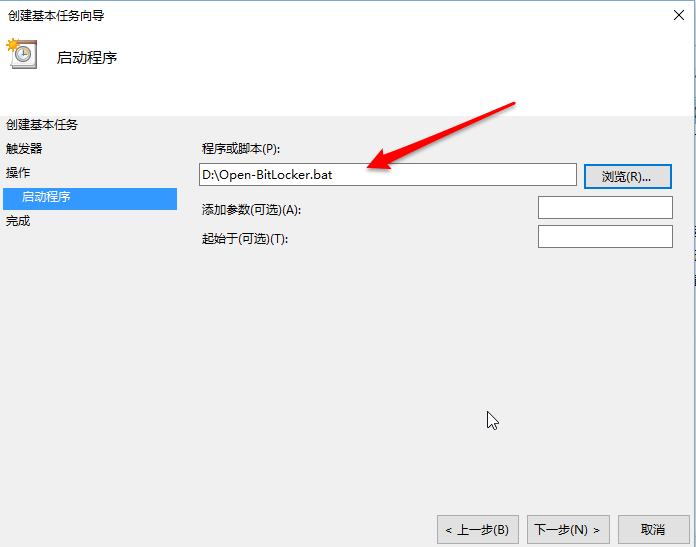 创建基本任务向导
启动程序
创建基本任务
触发器
操作
启动程序
完成
程序或脚本(P):
D:\Open-BitLocker.bat
浏览(R)...
添加参数(可选)(A):
起始于(可选)(T):
< 上一步(B)
下一步(N) >
取消